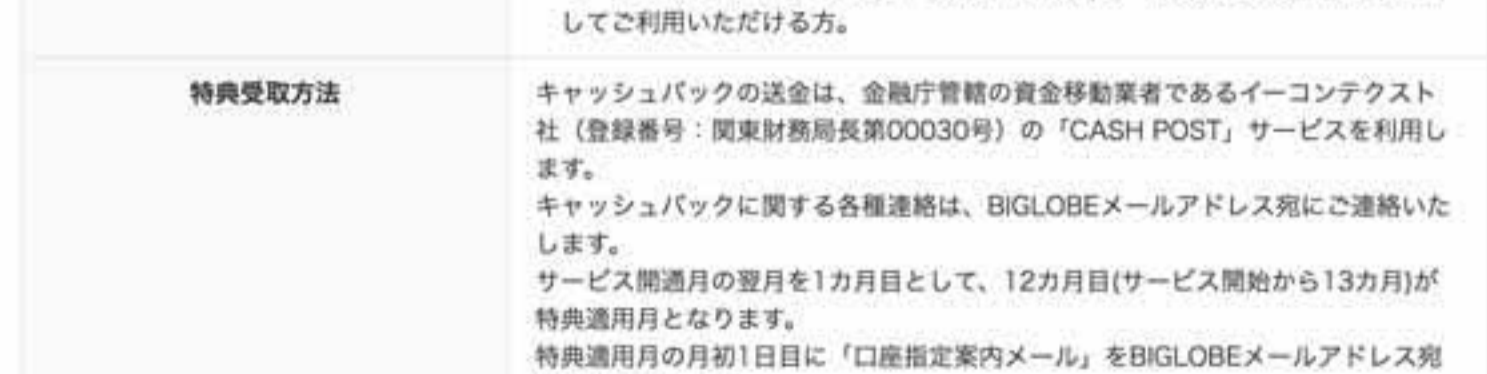 してご利用いただける方。
特典受取方法
キャッシュバックの送金は、金融庁管轄の資金移動業者であるイーコンテクスト
社（登録番号：関東財務局長第00030号）の「CASH POST」サービスを利用し
ます。
キャッシュバックに関する各種連絡は、BIGLOBEメールアドレス宛にご連絡いた
します。
サービス開通月の翌月を1カ月目として、12カ月目(サービス開始から13カ月)が
特典適用月となります。
特典適用月の月初1日目に「口座指定案内メール」をBIGLOBEメールアドレス宛